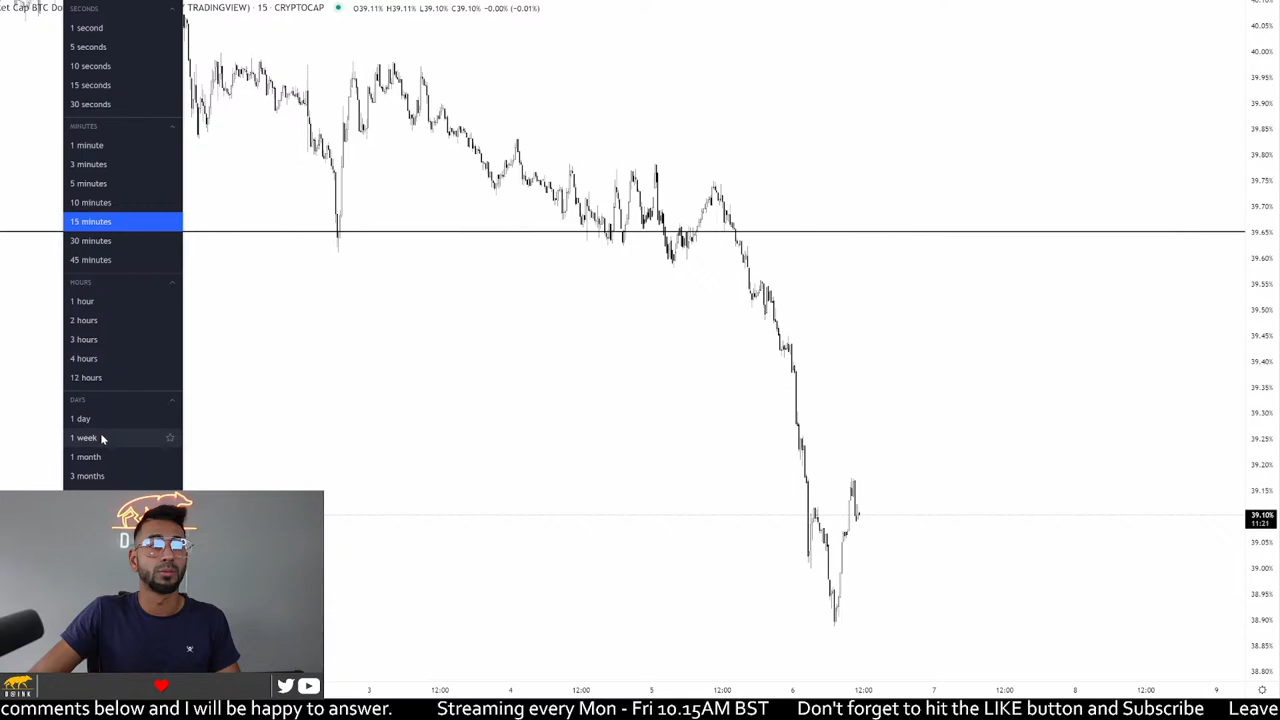 et Cap BTC Do
TRADINGVIEW) · 15 · CRYPTOCAP
O39.11% H39.11% L39.10% C39.10% -0.00% (-0.01%)
SECONDS
1 second
5 seconds
10 seconds
15 seconds
30 seconds
MINUTES
1 minute
3 minutes
5 minutes
10 minutes
15 minutes
30 minutes
45 minutes
HOURS
1 hour
2 hours
3 hours
4 hours
12 hours
DAYS
1 day
1 week
1 month
3 months
40.05%
40.00%
39.95%
39.90%
39.85%
39.80%
39.75%
39.70%
39.65%
39.60%
39.55%
39.50%
39.45%
39.40%
39.35%
39.30%
39.25%
39.20%
39.15%
39.10%
11:21
39.05%
39.00%
38.95%
38.90%
38.85%
38.80%
3 12:00 4 12:00 5 12:00 6 12:00 7 12:00 8 12:00 9
comments below and I will be happy to answer. Streaming every Mon - Fri 10.15AM BST Don't forget to hit the LIKE button and Subscribe Leave